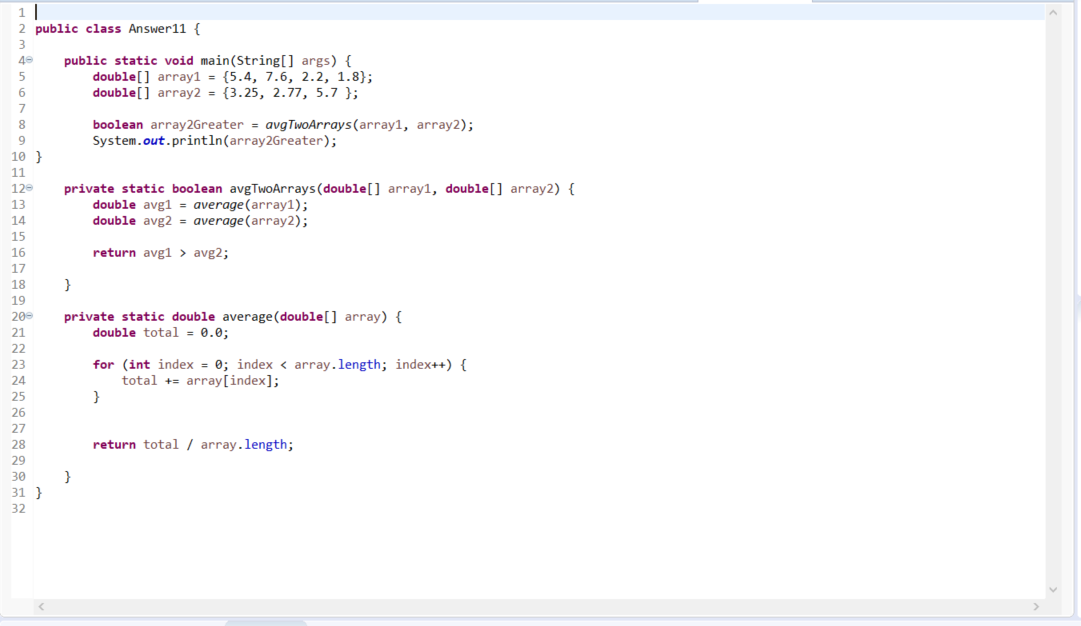 1
2 public class Answer11 {
3
4 public static void main(String[] args) {
5 double[] array1 = {5.4, 7.6, 2.2, 1.8};
6 double[] array2 = {3.25, 2.77, 5.7 };
7
8 boolean array2Greater = avgTwoArrays(array1, array2);
9 System.out.println(array2Greater);
10 }
11
12 private static boolean avgTwoArrays(double[] array1, double[] array2) {
13 double avg1 = average(array1);
14 double avg2 = average(array2);
15
16 return avg1 > avg2;
17
18 }
19
20 private static double average(double[] array) {
21 double total = 0.0;
22
23 for (int index = 0; index < array.length; index++) {
24 total += array[index];
25 }
26
27
28 return total / array.length;
29
30 }
31 }
32